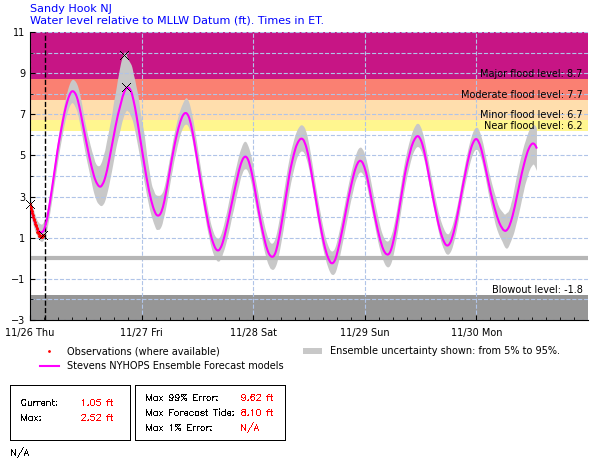 Sandy Hook NJ
Water level relative to MLLW Datum (ft). Times in ET.
11
9
7
5
3
1
−1
−3
Major flood level: 8.7
Moderate flood level: 7.7
Minor flood level: 6.7
Near flood level: 6.2
Blowout level: -1.8
11/26 Thu 11/27 Fri 11/28 Sat 11/29 Sun 11/30 Mon
Observations (where available)
Stevens NYHOPS Ensemble Forecast models
Ensemble uncertainty shown: from 5% to 95%.
Current: 1.05 ft
Max: 2.52 ft
Max 99% Error: 9.62 ft
Max Forecast Tide: 8.10 ft
Max 1% Error: N/A
N/A